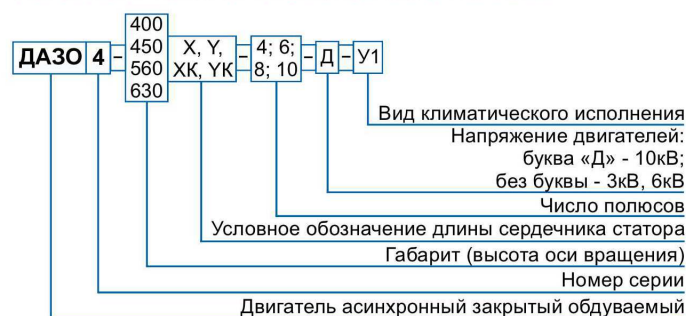 400
450
560
630
ДАЗО 4 - X, Y, XK, YK - 4; 6; 8; 10 - Д - У1
Вид климатического исполнения
Напряжение двигателей:
буква «Д» - 10кВ;
без буквы - 3кВ, 6кВ
Число полюсов
Условное обозначение длины сердечника статора
Габарит (высота оси вращения)
Номер серии
Двигатель асинхронный закрытый обдуваемый